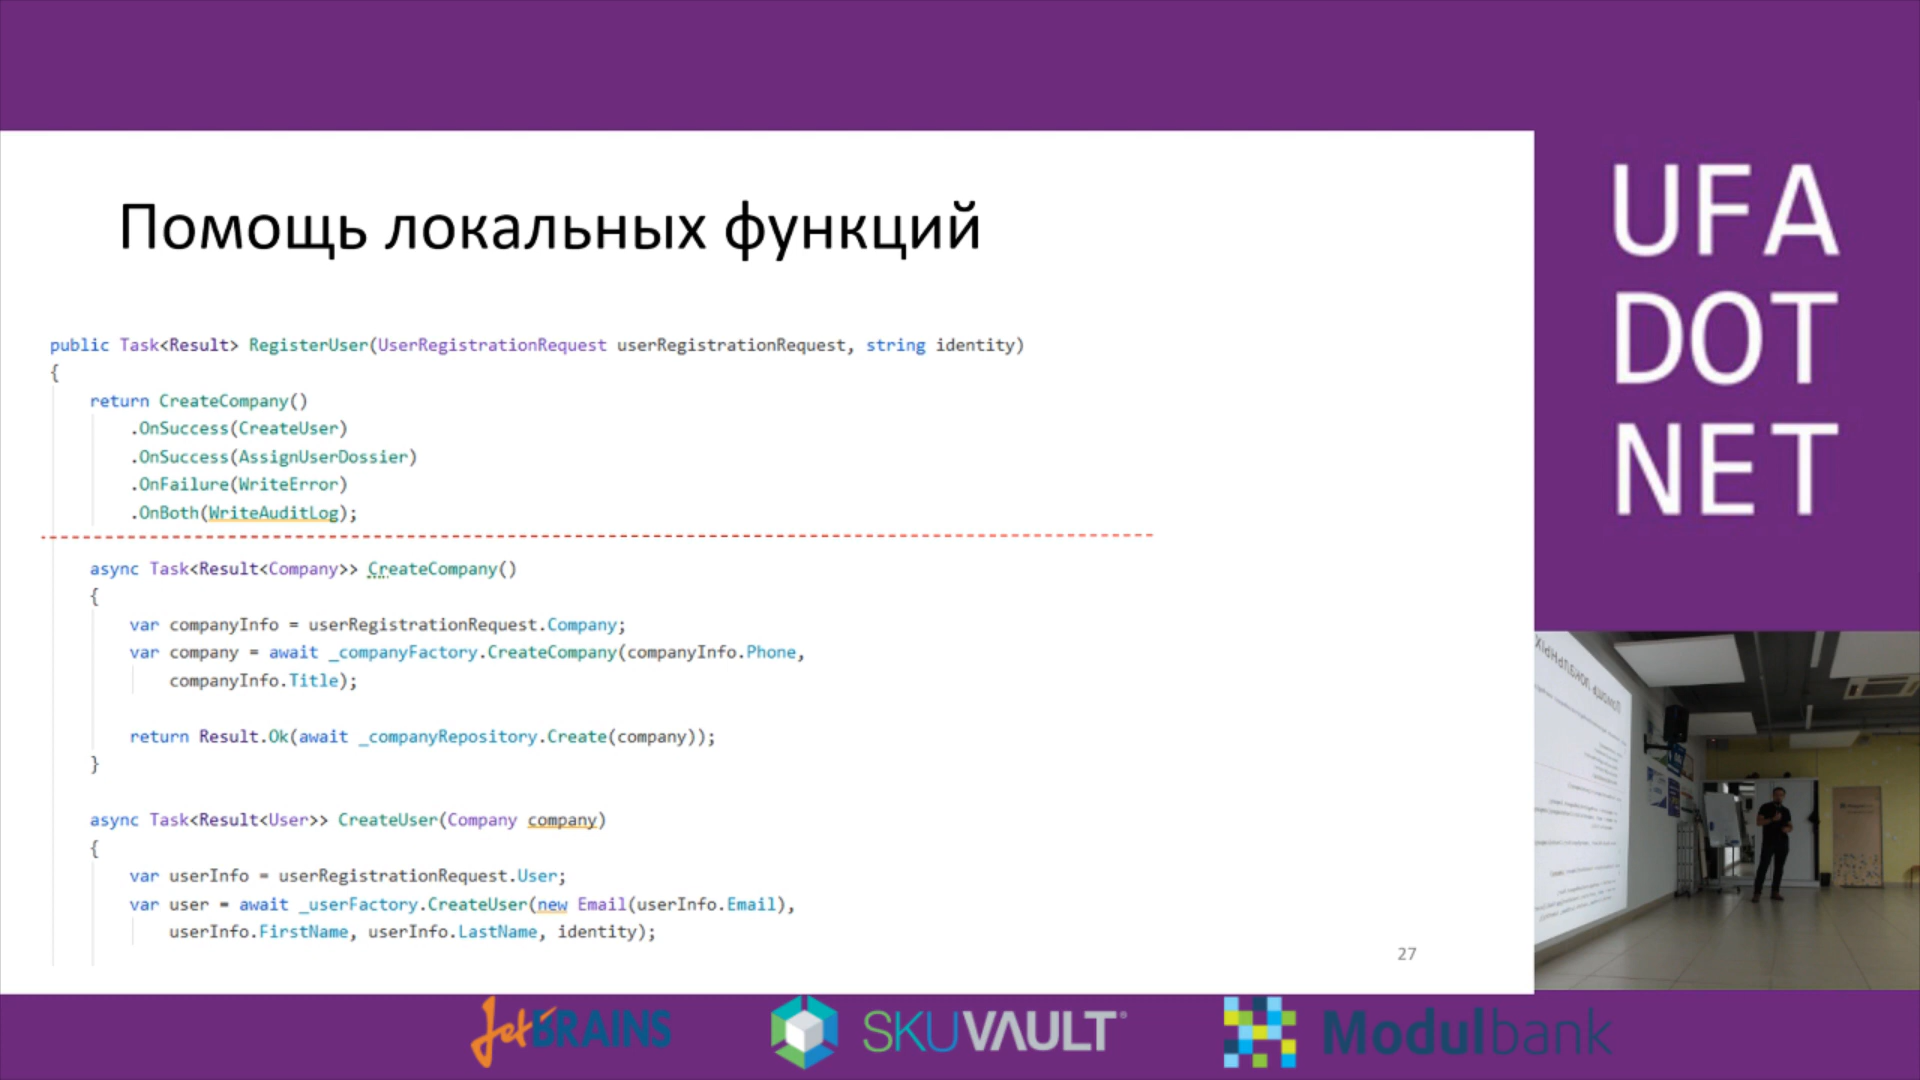 Помощь локальных функций
public Task<Result> RegisterUser(UserRegistrationRequest userRegistrationRequest, string identity)
{
return CreateCompany()
.OnSuccess(CreateUser)
.OnSuccess(AssignUserDossier)
.OnFailure(WriteError)
.OnBoth(WriteAuditLog);
async Task<Result<Company>> CreateCompany()
{
var companyInfo = userRegistrationRequest.Company;
var company = await _companyFactory.CreateCompany(companyInfo.Phone,
companyInfo.Title);
return Result.Ok(await _companyRepository.Create(company));
}
async Task<Result<User>> CreateUser(Company company)
{
var userInfo = userRegistrationRequest.User;
var user = await _userFactory.CreateUser(new Email(userInfo.Email),
userInfo.FirstName, userInfo.LastName, identity);
27
UFA
DOT
NET
JetBRAINS
SKUVAULT®
Modulbank